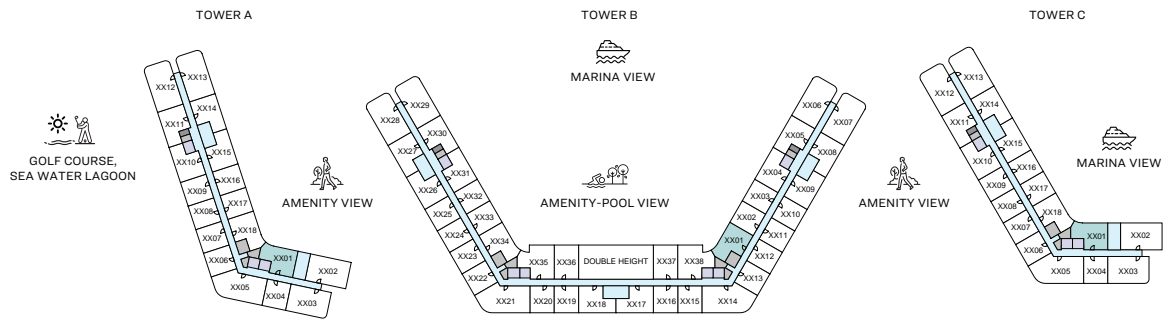 TOWER A
TOWER B
TOWER C
MARINA VIEW
GOLF COURSE,
SEA WATER LAGOON
AMENITY VIEW
AMENITY-POOL VIEW
AMENITY VIEW
MARINA VIEW
XX12
XX13
XX11
XX14
XX10
XX15
XX09
XX16
XX08
XX17
XX07
XX18
XX06
XX01
XX02
XX05
XX04
XX03
XX28
XX29
XX27
XX30
XX26
XX31
XX25
XX32
XX24
XX33
XX23
XX34
XX22
XX35
XX36
DOUBLE HEIGHT
XX37
XX38
XX21
XX20
XX19
XX18
XX17
XX16
XX15
XX14
XX06
XX07
XX05
XX08
XX04
XX09
XX03
XX10
XX02
XX11
XX01
XX12
XX13
XX12
XX13
XX11
XX14
XX10
XX15
XX09
XX16
XX08
XX17
XX07
XX18
XX06
XX01
XX02
XX05
XX04
XX03